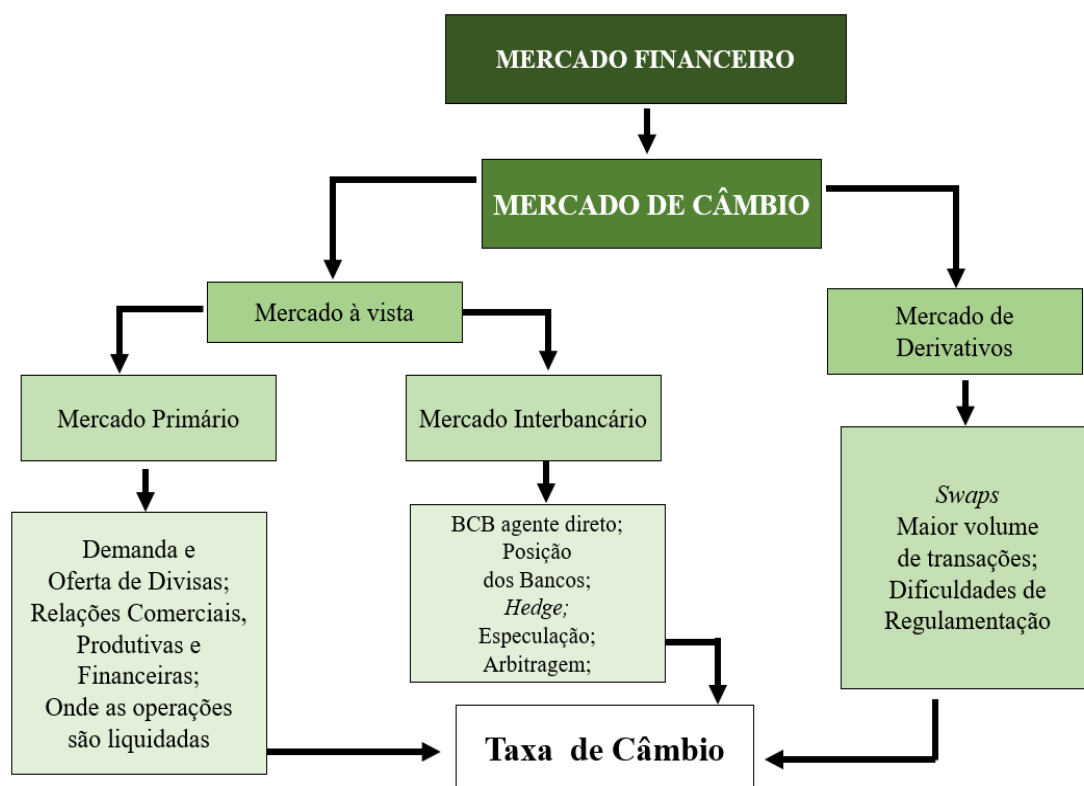 MERCADO FINANCEIRO
MERCADO DE CÂMBIO
Mercado à vista
Mercado de
Derivativos
Mercado Primário
Mercado Interbancário
Demanda e
Oferta de Divisas;
Relações Comerciais,
Produtivas e
Financeiras;
Onde as operações
são liquidadas
BCB agente direto;
Posição
dos Bancos;
Hedge;
Especulação;
Arbitragem;
Swaps
Maior volume
de transações;
Dificuldades de
Regulamentação
Taxa de Câmbio